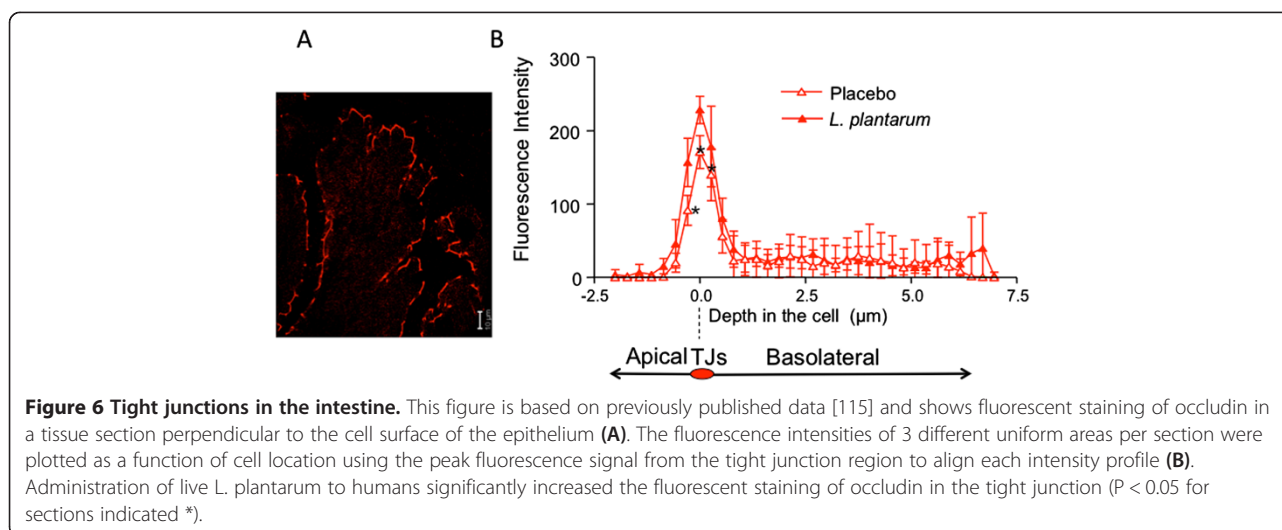 A
B
300
200
100
0
Fluorescence Intensity
Placebo
L. plantarum
*
*
*
-2.5
0.0
2.5
5.0
7.5
Depth in the cell (µm)
10 µm
Apical TJs Basolateral
Figure 6 Tight junctions in the intestine. This figure is based on previously published data [115] and shows fluorescent staining of occludin in
a tissue section perpendicular to the cell surface of the epithelium (A). The fluorescence intensities of 3 different uniform areas per section were
plotted as a function of cell location using the peak fluorescence signal from the tight junction region to align each intensity profile (B).
Administration of live L. plantarum to humans significantly increased the fluorescent staining of occludin in the tight junction (P < 0.05 for
sections indicated *).